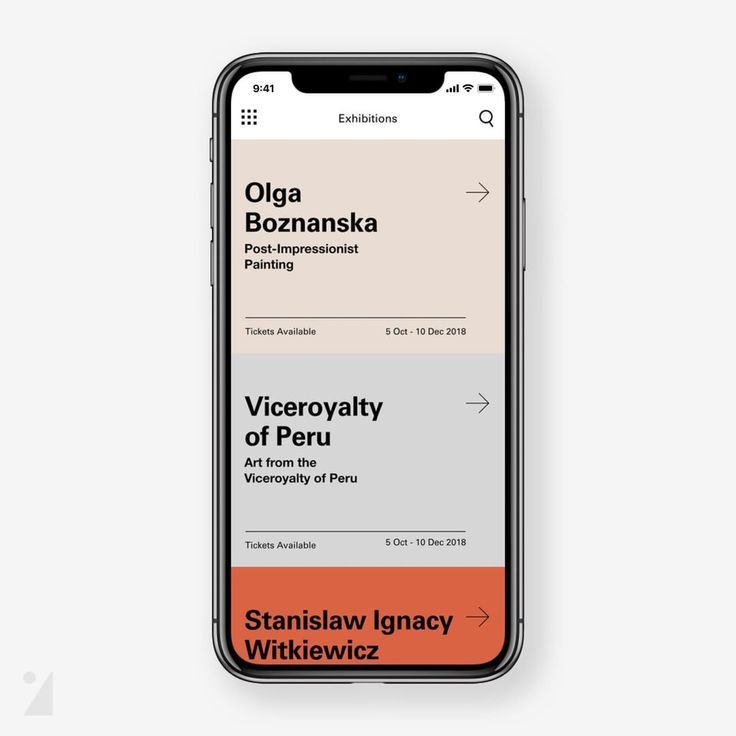 9:41
Exhibitions
Olga
Boznanska
Post-Impressionist
Painting
Tickets Available 5 Oct - 10 Dec 2018
Viceroyalty
of Peru
Art from the
Viceroyalty of Peru
Tickets Available 5 Oct - 10 Dec 2018
Stanislaw Ignacy
Witkiewicz